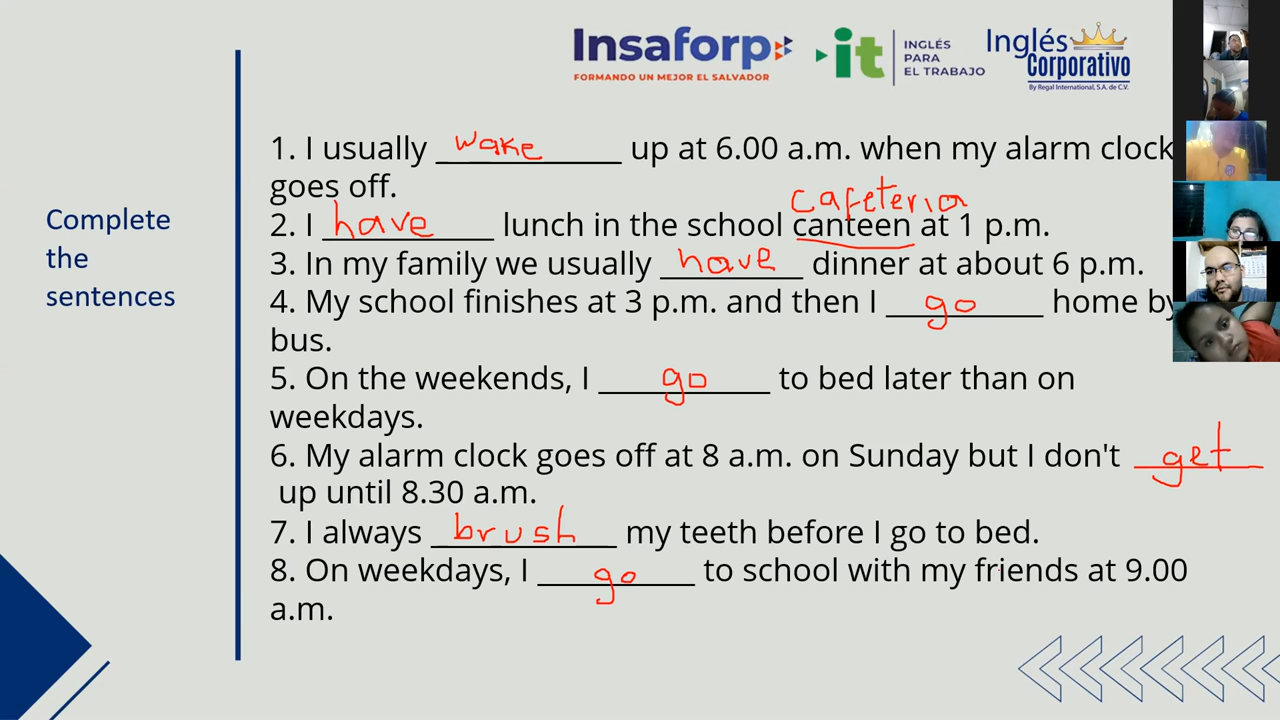 Insaforp
FORMANDO UN MEJOR EL SALVADOR
it
INGLÉS
PARA
EL TRABAJO
Inglés
Corporativo
By Regal International, S.A. de C.V.
Complete
the
sentences
1. I usually wake up at 6.00 a.m. when my alarm clock
goes off.
cafeteria
2. I have lunch in the school canteen at 1 p.m.
3. In my family we usually have dinner at about 6 p.m.
4. My school finishes at 3 p.m. and then I go home by
bus.
5. On the weekends, I go to bed later than on
weekdays.
6. My alarm clock goes off at 8 a.m. on Sunday but I don't get
up until 8.30 a.m.
7. I always brush my teeth before I go to bed.
8. On weekdays, I go to school with my friends at 9.00
a.m.